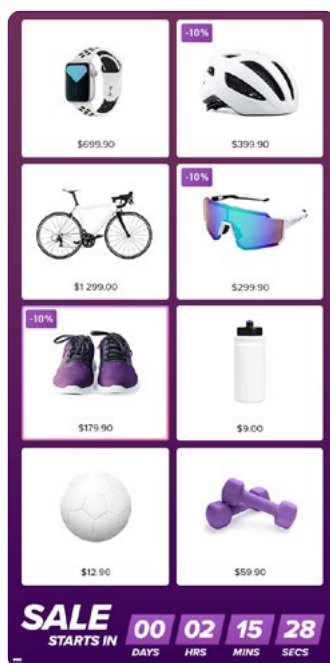 -10%
$699.90
$399.90
-10%
$1 299.00
$299.90
-10%
$179.90
$9.00
$12.90
$59.90
SALE
STARTS IN
00 02 15 28
DAYS HRS MINS SECS